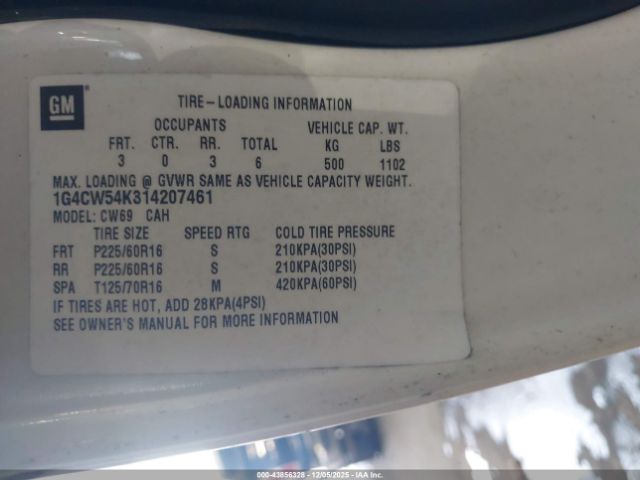 GM ®
TIRE-LOADING INFORMATION
OCCUPANTS VEHICLE CAP. WT.
FRT. CTR. RR. TOTAL KG LBS
3 0 3 6 500 1102
MAX. LOADING @ GVWR SAME AS VEHICLE CAPACITY WEIGHT.
1G4CW54K314207461
MODEL: CW69 CAH
TIRE SIZE SPEED RTG COLD TIRE PRESSURE
FRT P225/60R16 S 210KPA(30PSI)
RR P225/60R16 S 210KPA(30PSI)
SPA T125/70R16 M 420KPA(60PSI)
IF TIRES ARE HOT, ADD 28KPA(4PSI)
SEE OWNER'S MANUAL FOR MORE INFORMATION
000-43856328 - 12/05/2025 - IAAI.com